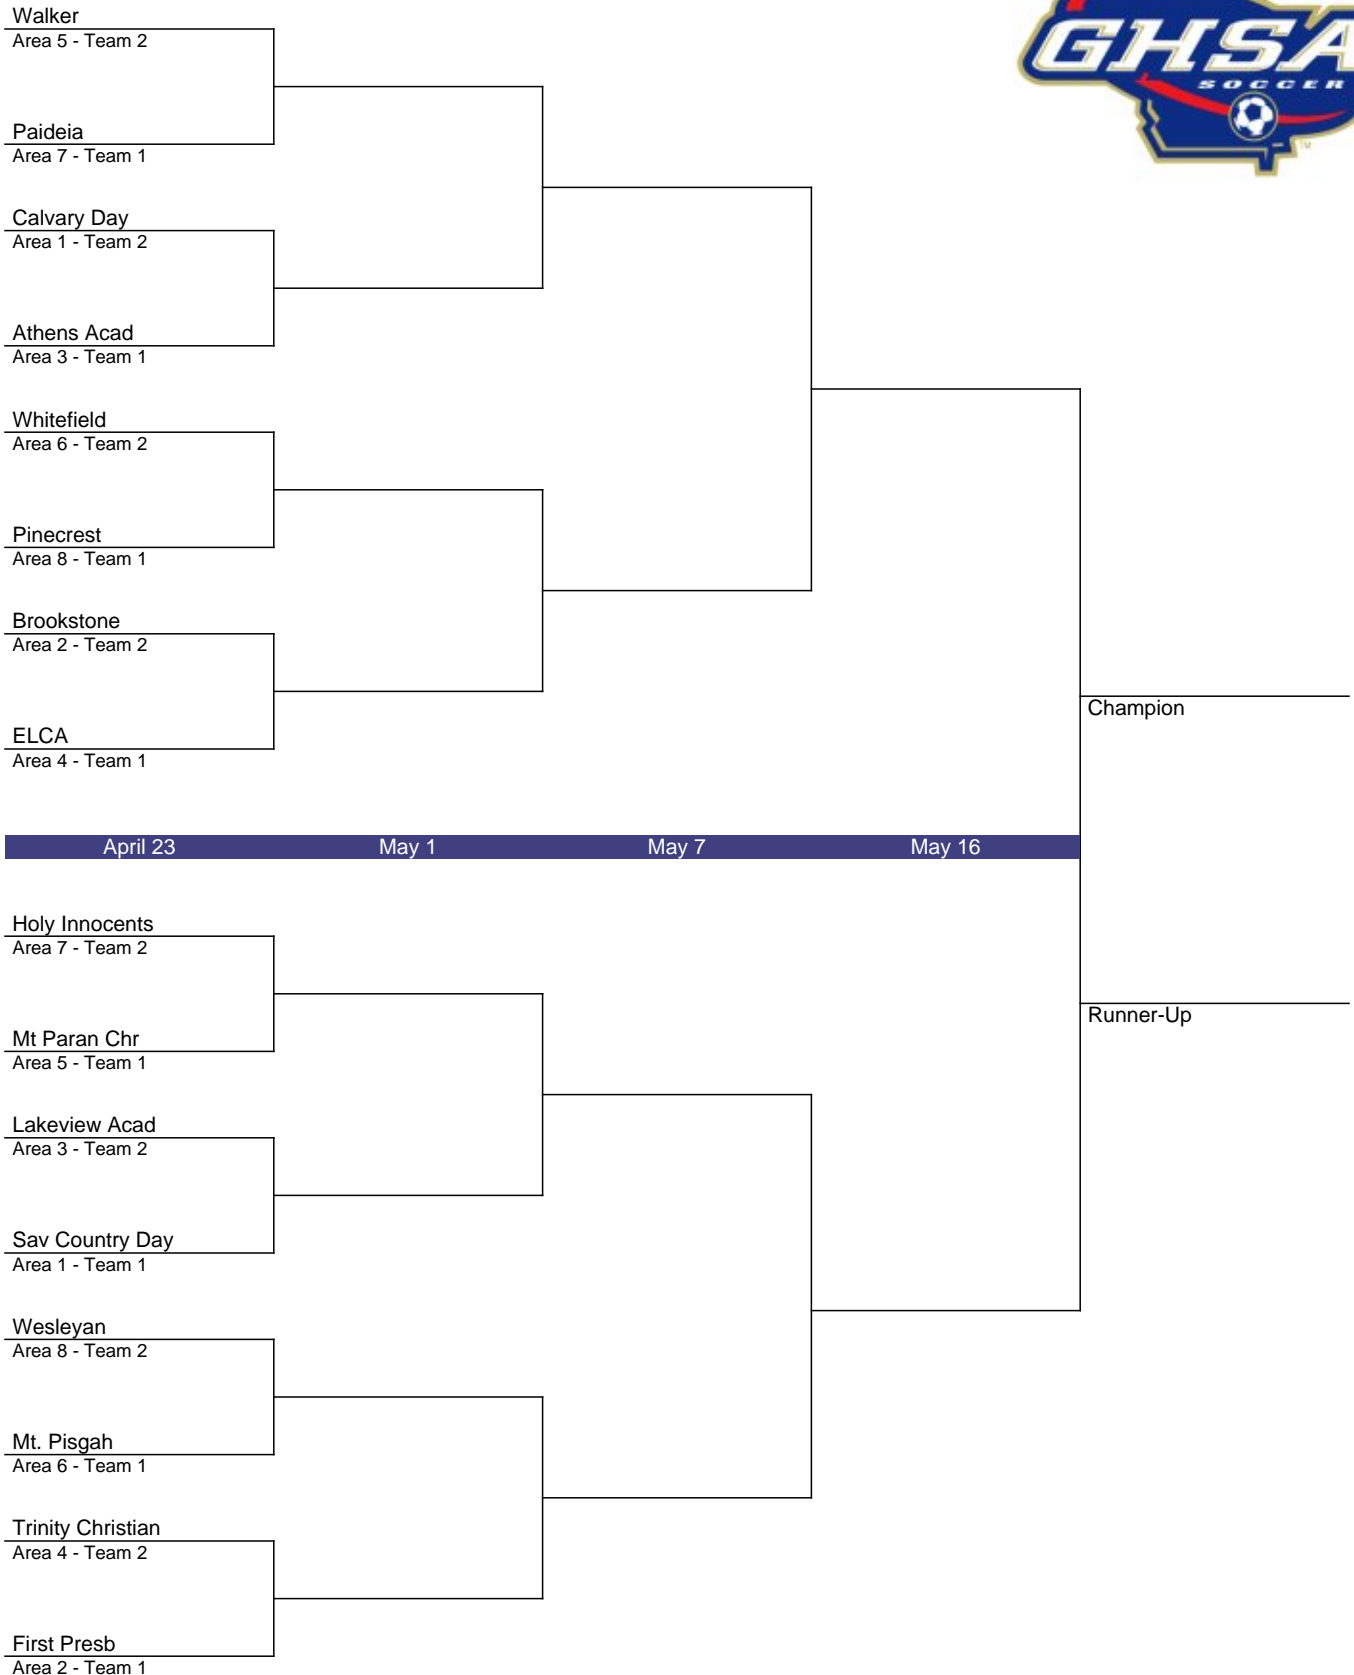 GHSA
SOCCER
TM
Walker
Area 5 - Team 2
Paideia
Area 7 - Team 1
Calvary Day
Area 1 - Team 2
Athens Acad
Area 3 - Team 1
Whitefield
Area 6 - Team 2
Pinecrest
Area 8 - Team 1
Brookstone
Area 2 - Team 2
ELCA
Area 4 - Team 1
Champion
April 23 May 1 May 7 May 16
Holy Innocents
Area 7 - Team 2
Mt Paran Chr
Area 5 - Team 1
Runner-Up
Lakeview Acad
Area 3 - Team 2
Sav Country Day
Area 1 - Team 1
Wesleyan
Area 8 - Team 2
Mt. Pisgah
Area 6 - Team 1
Trinity Christian
Area 4 - Team 2
First Presb
Area 2 - Team 1